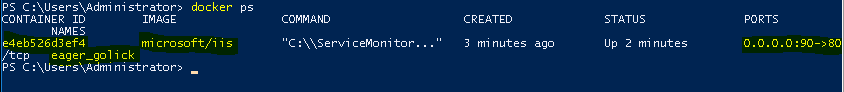 PS C:\Users\Administrator> docker ps
CONTAINER ID IMAGE COMMAND CREATED STATUS PORTS
NAMES
e4eb526d3ef4 microsoft/iis "C:\\ServiceMonitor..." 3 minutes ago Up 2 minutes 0.0.0.0:90->80
/tcp eager_golick
PS C:\Users\Administrator> _